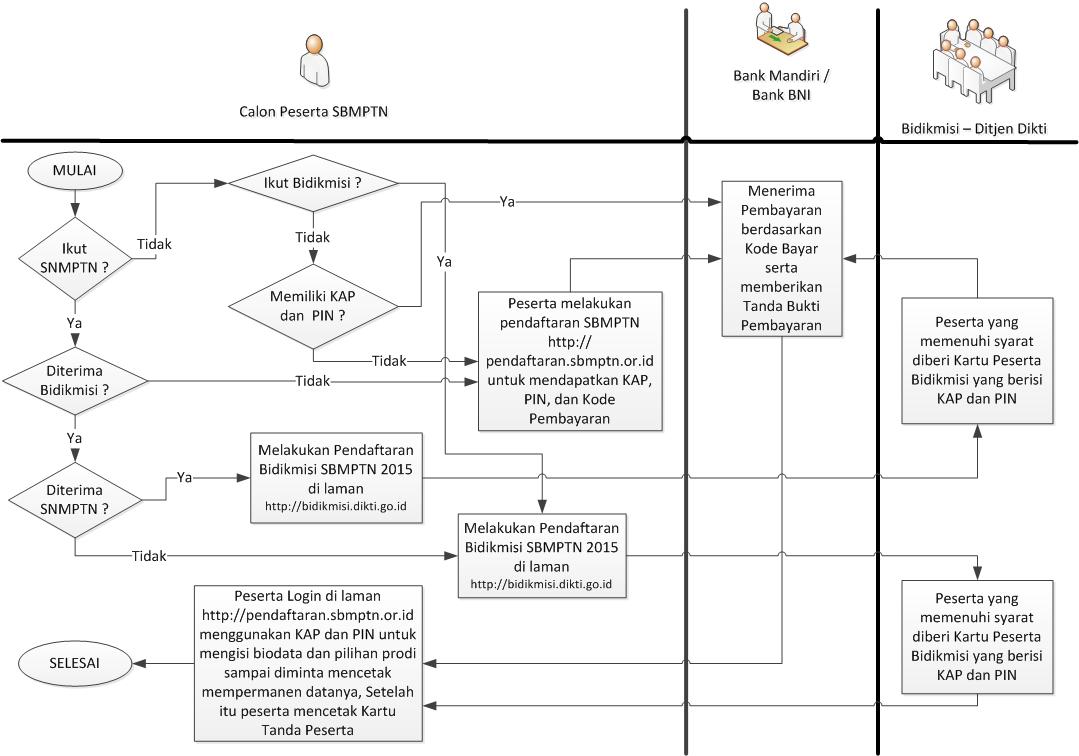 Calon Peserta SBMPTN
Bank Mandiri /
Bank BNI
Bidikmisi – Ditjen Dikti
MULAI
Ikut
SNMPTN ?
Tidak
Ikut Bidikmisi ?
Tidak
Ya
Ya
Memiliki KAP
dan PIN ?
Tidak
Ya
Diterima
Bidikmisi ?
Tidak
Peserta melakukan
pendaftaran SBMPTN
http://
pendaftaran.sbmptn.or.id
untuk mendapatkan KAP,
PIN, dan Kode
Pembayaran
Menerima
Pembayaran
berdasarkan
Kode Bayar
serta
memberikan
Tanda Bukti
Pembayaran
Peserta yang
memenuhi syarat
diberi Kartu Peserta
Bidikmisi yang berisi
KAP dan PIN
Ya
Diterima
SNMPTN ?
Ya
Melakukan Pendaftaran
Bidikmisi SBMPTN 2015
di laman
http://bidikmisi.dikti.go.id
Tidak
Melakukan Pendaftaran
Bidikmisi SBMPTN 2015
di laman
http://bidikmisi.dikti.go.id
Peserta yang
memenuhi syarat
diberi Kartu Peserta
Bidikmisi yang berisi
KAP dan PIN
Peserta Login di laman
http://pendaftaran.sbmptn.or.id
menggunakan KAP dan PIN untuk
mengisi biodata dan pilihan prodi
sampai diminta mencetak
mempermanen datanya, Setelah
itu peserta mencetak Kartu
Tanda Peserta
SELESAI